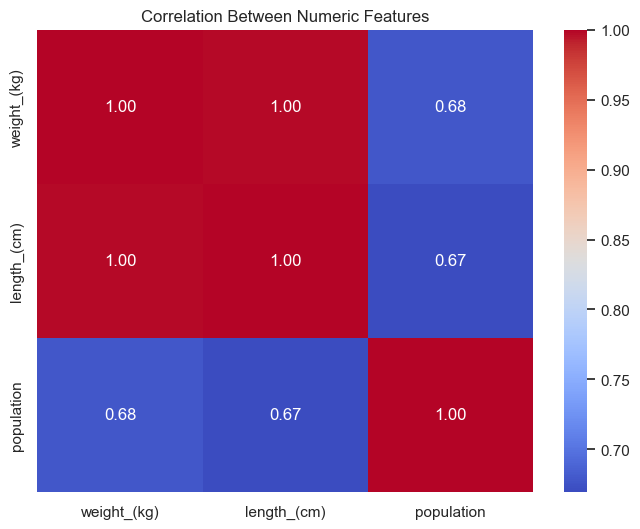 Correlation Between Numeric Features
weight_(kg)
1.00
1.00
0.68
length_(cm)
1.00
1.00
0.67
population
0.68
0.67
1.00
weight_(kg)
length_(cm)
population
1.00
0.95
0.90
0.85
0.80
0.75
0.70